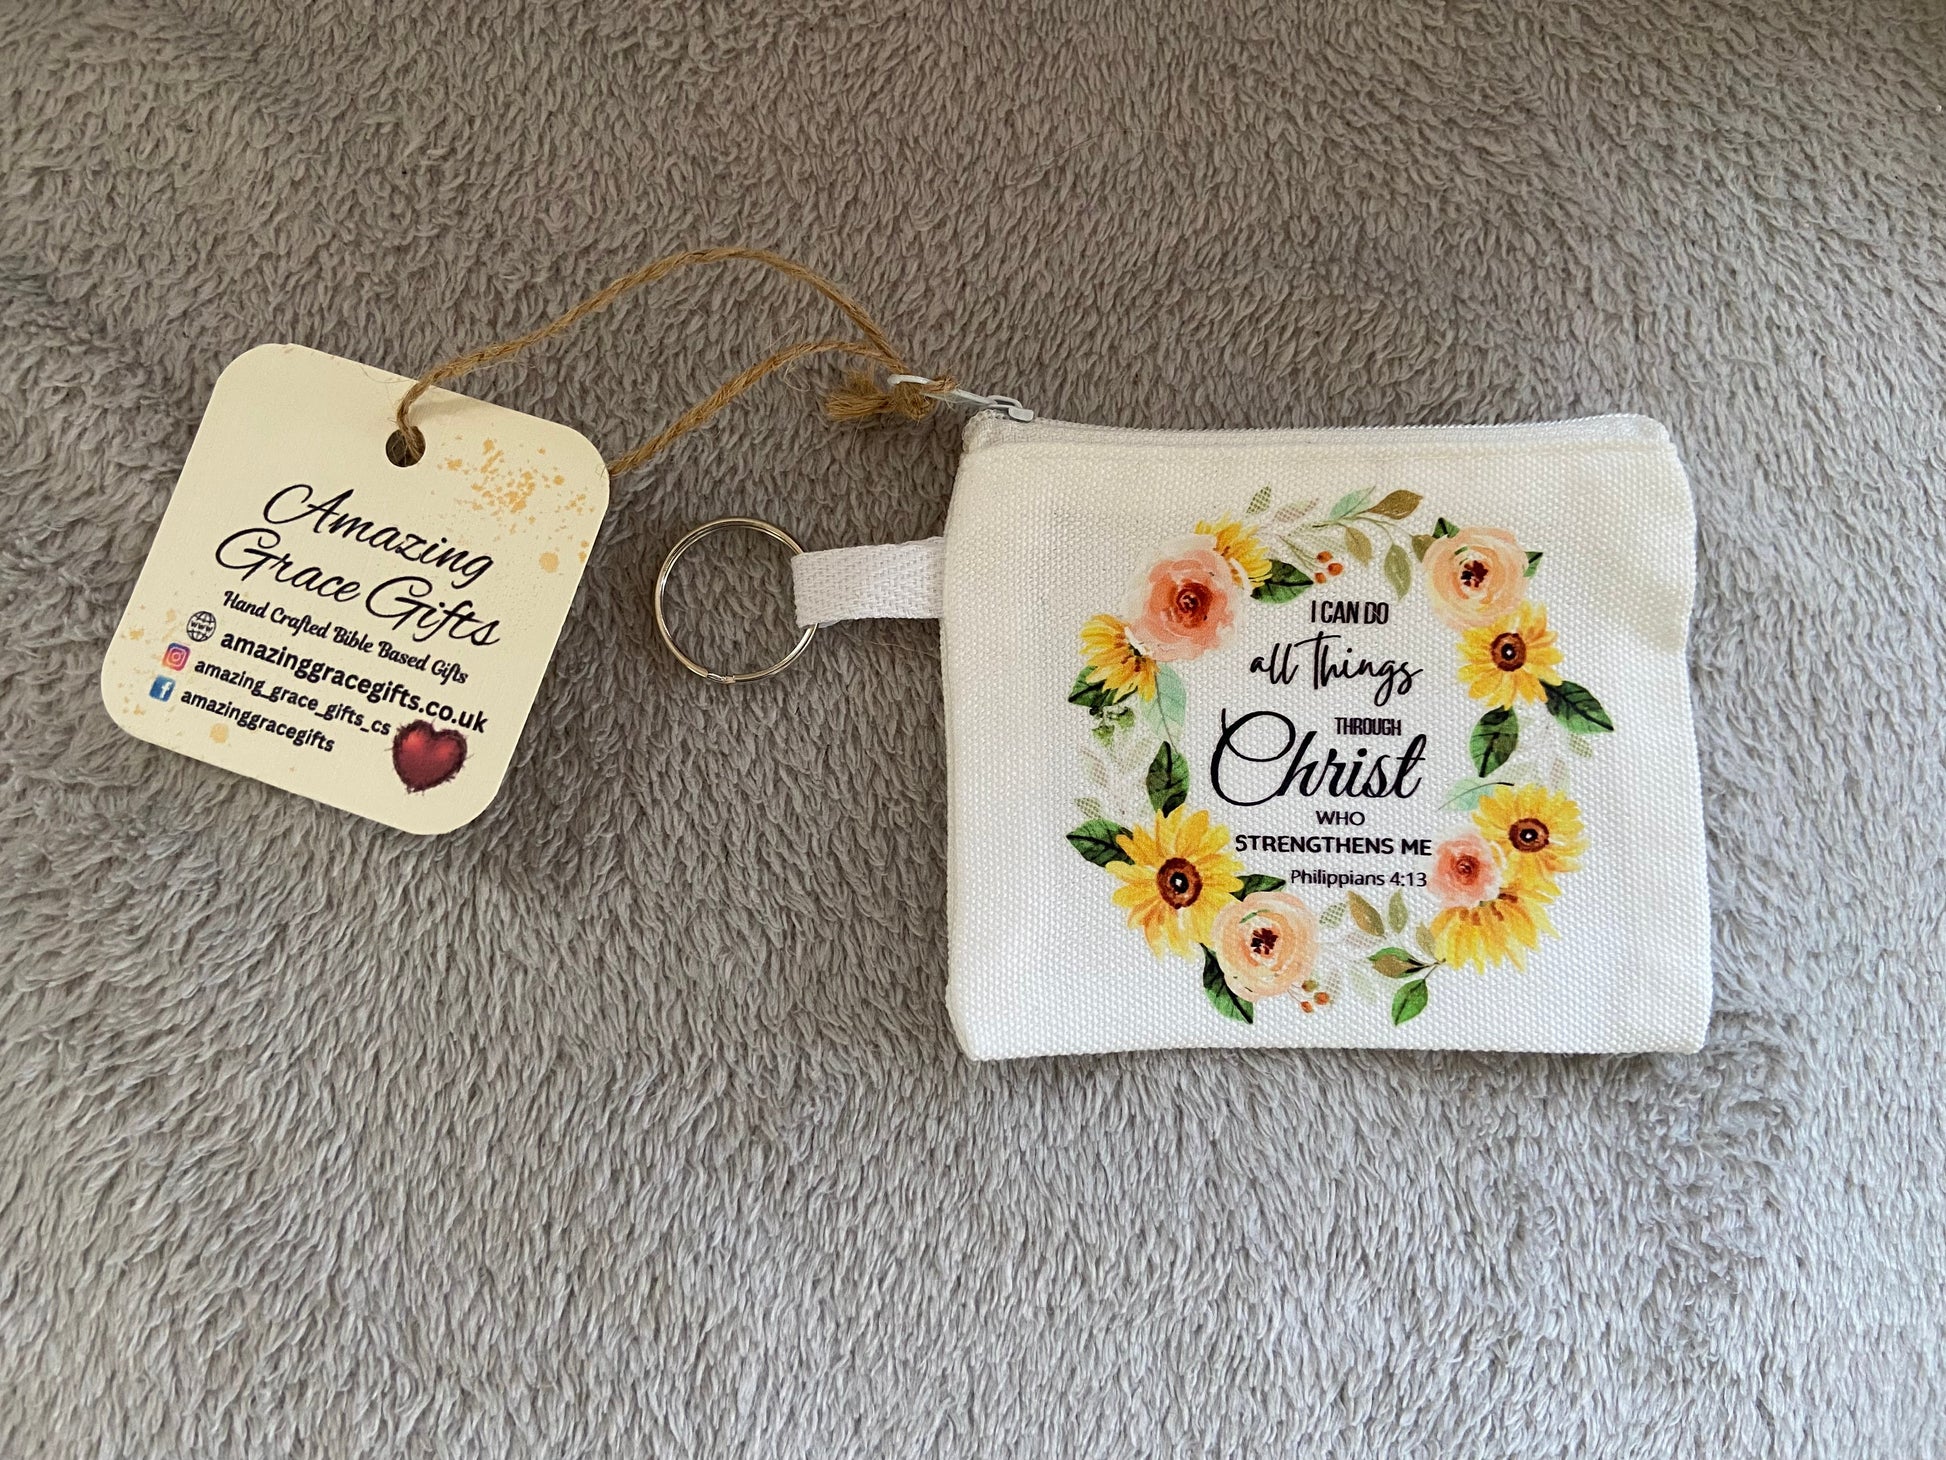 Amazing
Grace Gifts
Hand Crafted Bible Based Gifts
www
amazinggracegifts.co.uk
amazing_grace_gifts_cs
f
amazinggracegifts
I CAN DO
all Things
THROUGH
Christ
WHO
STRENGTHENS ME
Philippians 4:13